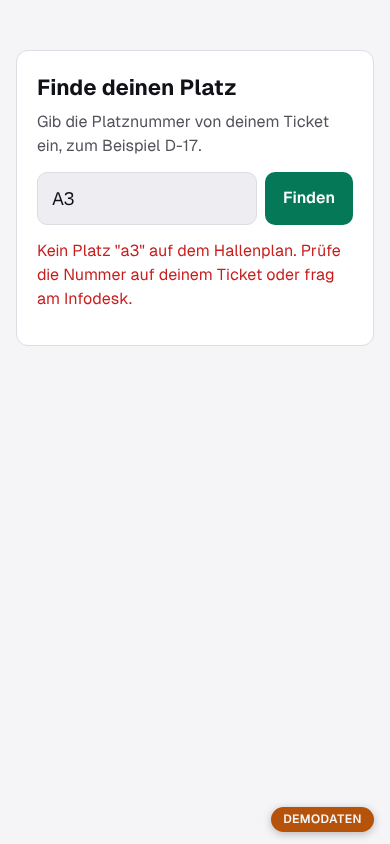 Finde deinen Platz
Gib die Platznummer von deinem Ticket
ein, zum Beispiel D-17.
A3
Finden
Kein Platz "a3" auf dem Hallenplan. Prüfe
die Nummer auf deinem Ticket oder frag
am Infodesk.
DEMODATEN